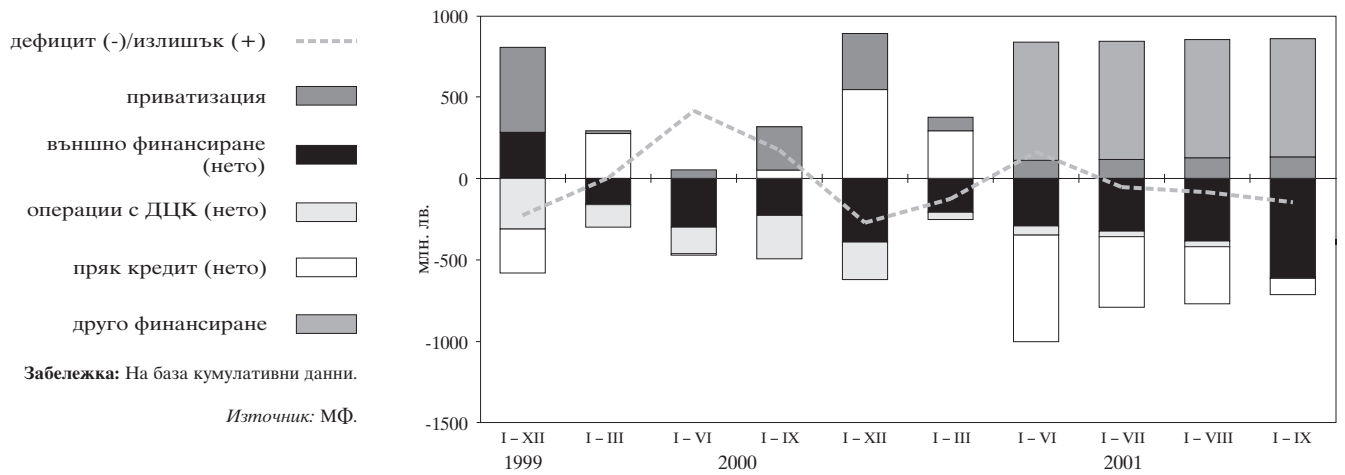 дефицит (-)/излишък (+)
приватизация
външно финансиране
(нето)
операции с ДЦК (нето)
пряк кредит (нето)
друго финансиране
Забележка: На база кумулативни данни.
Източник: МФ.
млн. лв.
1000
500
0
-500
-1000
-1500
I – XII I – III I – VI I – IX I – XII I – III I – VI I – VII I – VIII I – IX
1999 2000 2001